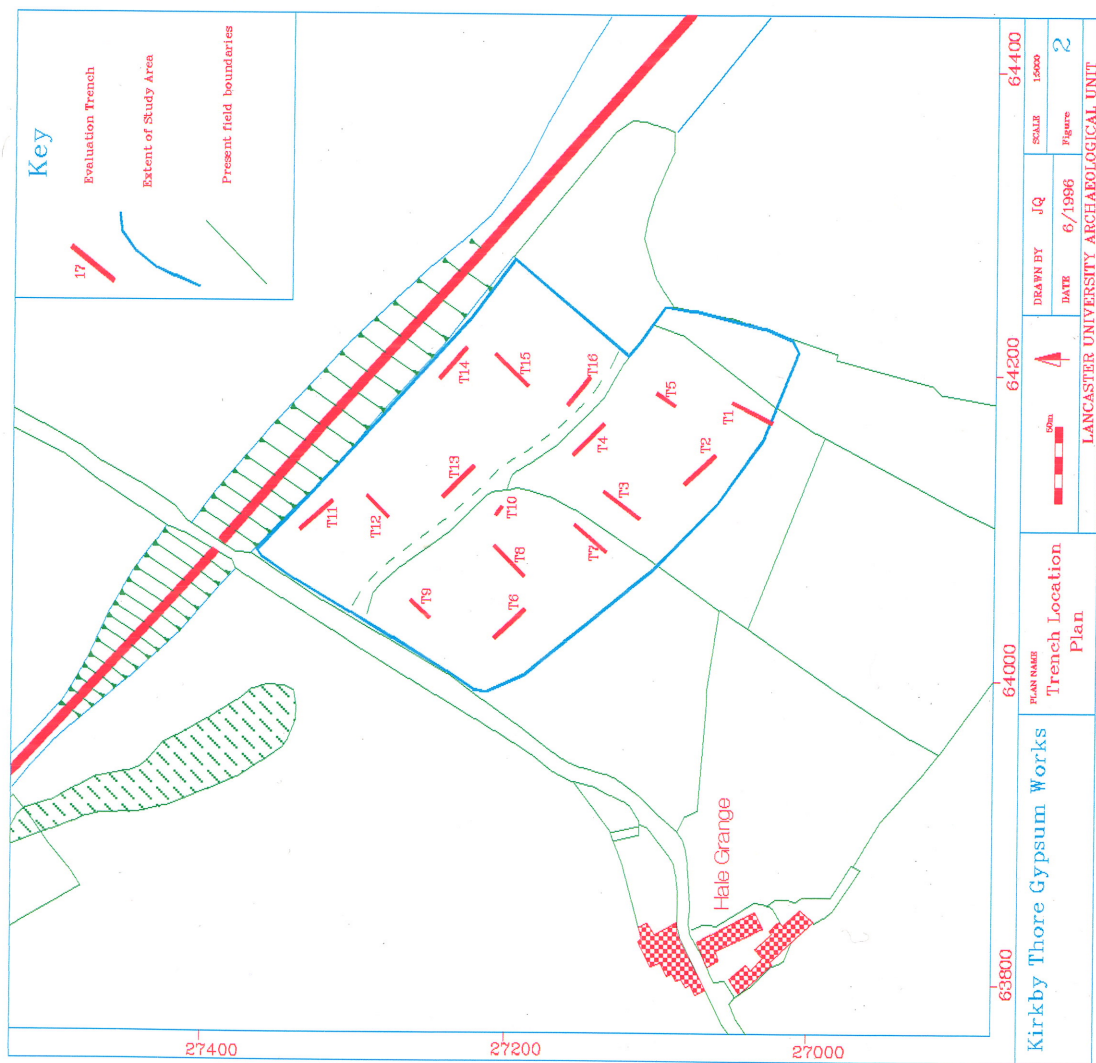 Key
17
Evaluation Trench
Extent of Study Area
Present field boundaries
T14
T15
T16
T5
T1
T4
T2
T13
T3
T11
T12
T10
T7
T8
T9
T6
Hale Grange
27400
27200
27000
63800
64000
64200
64400
Kirkby Thore Gypsum Works
PLAN NAME
Trench Location
Plan
50m
DRAWN BY JQ
DATE 6/1996
SCALE 1:5000
Figure 2
LANCASTER UNIVERSITY ARCHAEOLOGICAL UNIT